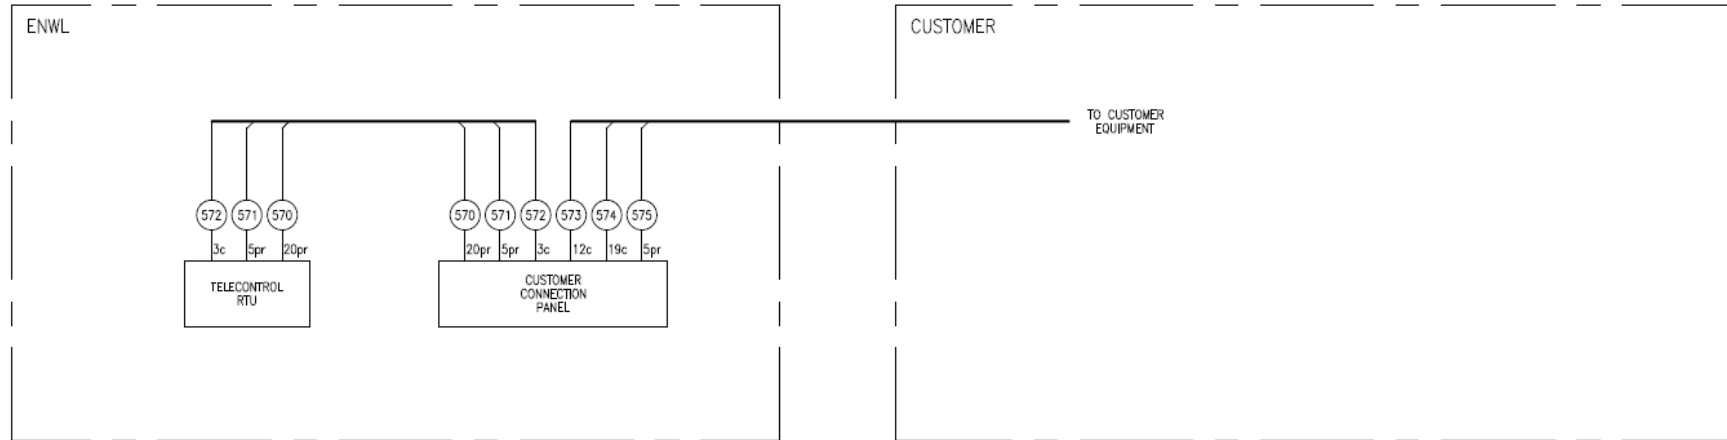 ENWL
CUSTOMER
TO CUSTOMER
EQUIPMENT
572 571 570 570 571 572 573 574 575
3c 5pr 20pr 20pr 5pr 3c 12c 19c 5pr
TELECONTROL
RTU
CUSTOMER
CONNECTION
PANEL